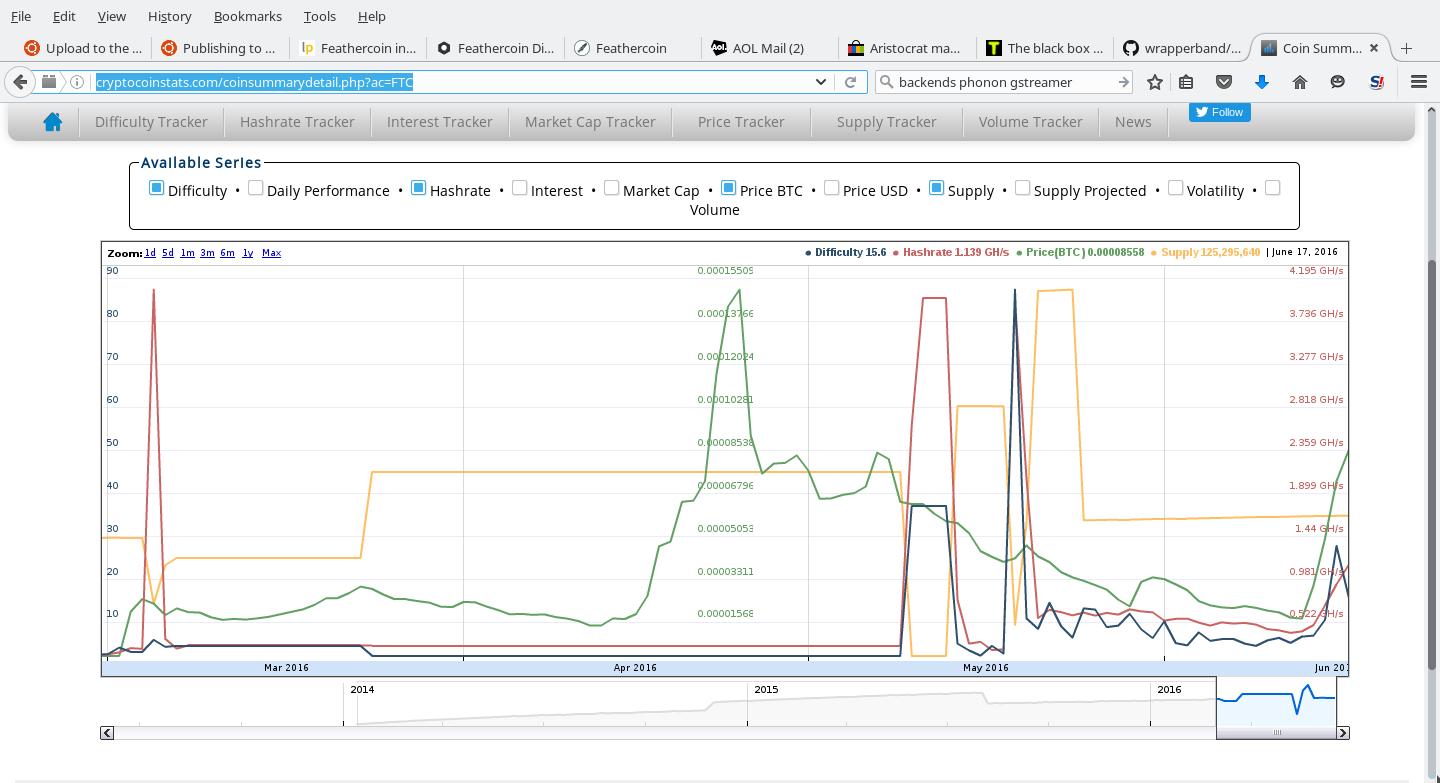 File Edit View History Bookmarks Tools Help
Upload to the ... Publishing to ... Feathercoin in... Feathercoin Di... Feathercoin AOL Mail (2) Aristocrat ma... The black box ... wrapperband/... Coin Summ...
cryptocoinstats.com/coinsummarydetail.php?ac=FTC backends phonon gstreamer
Difficulty Tracker Hashrate Tracker Interest Tracker Market Cap Tracker Price Tracker Supply Tracker Volume Tracker News Follow
Available Series
Difficulty • Daily Performance • Hashrate • Interest • Market Cap • Price BTC • Price USD • Supply • Supply Projected • Volatility •
Volume
Zoom: 1d 5d 1m 3m 6m 1y Max • Difficulty 15.6 • Hashrate 1.139 GH/s • Price(BTC) 0.00008558 • Supply 125,295,640 | June 17, 2016
90 0.00015509 4.195 GH/s
80 0.00013766 3.736 GH/s
70 0.00012024 3.277 GH/s
60 0.00010281 2.818 GH/s
50 0.00008538 2.359 GH/s
40 0.00006796 1.899 GH/s
30 0.00005053 1.44 GH/s
20 0.00003311 0.981 GH/s
10 0.00001568 0.522 GH/s
Mar 2016 Apr 2016 May 2016 Jun 201
2014 2015 2016